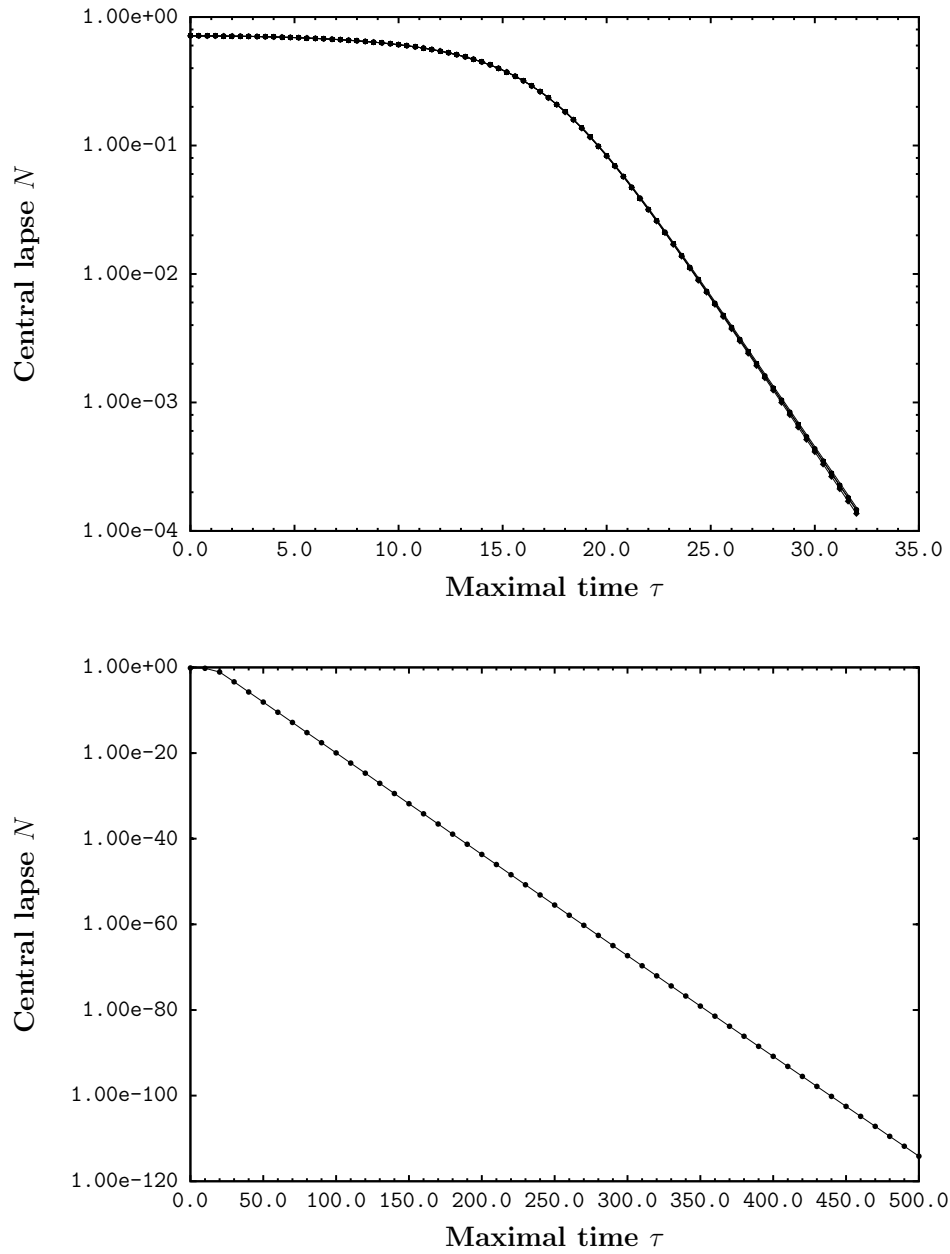 1.00e+00
1.00e-01
1.00e-02
1.00e-03
1.00e-04
Central lapse N
0.0 5.0 10.0 15.0 20.0 25.0 30.0 35.0
Maximal time τ
1.00e+00
1.00e-20
1.00e-40
1.00e-60
1.00e-80
1.00e-100
1.00e-120
Central lapse N
0.0 50.0 100.0 150.0 200.0 250.0 300.0 350.0 400.0 450.0 500.0
Maximal time τ